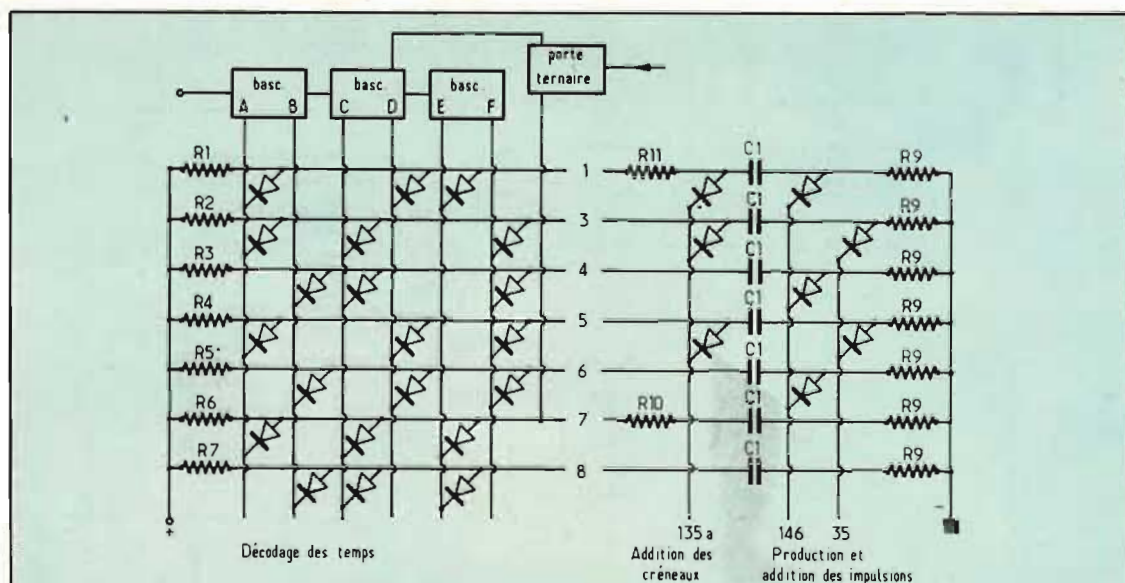 porte
ternaire
basc.
A B
basc.
C D
basc.
E F
R1 1 R11 C1 R9
R2 3 C1 R9
R3 4 C1 R9
R4 5 C1 R9
R5 6 C1 R9
R6 7 R10 C1 R9
R7 8 C1 R9
+
135 a 146 35
Décodage des temps
Addition des
créneaux
Production et
addition des impulsions